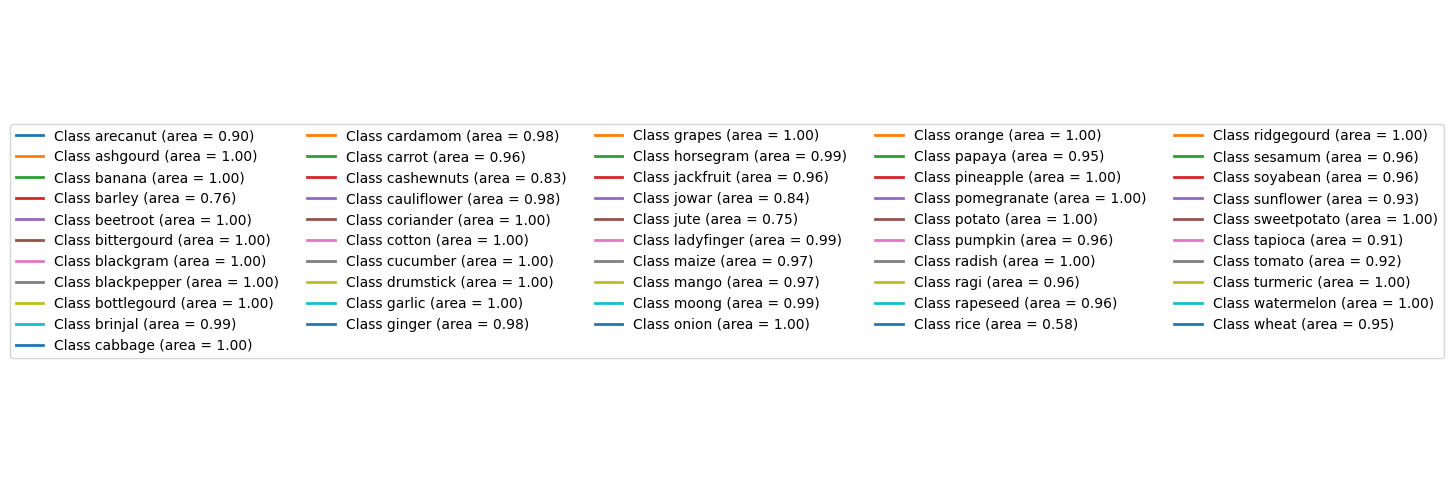 Class arecanut (area = 0.90)
Class ashgourd (area = 1.00)
Class banana (area = 1.00)
Class barley (area = 0.76)
Class beetroot (area = 1.00)
Class bittergourd (area = 1.00)
Class blackgram (area = 1.00)
Class blackpepper (area = 1.00)
Class bottlegourd (area = 1.00)
Class brinjal (area = 0.99)
Class cabbage (area = 1.00)
Class cardamom (area = 0.98)
Class carrot (area = 0.96)
Class cashewnuts (area = 0.83)
Class cauliflower (area = 0.98)
Class coriander (area = 1.00)
Class cotton (area = 1.00)
Class cucumber (area = 1.00)
Class drumstick (area = 1.00)
Class garlic (area = 1.00)
Class ginger (area = 0.98)
Class grapes (area = 1.00)
Class horsegram (area = 0.99)
Class jackfruit (area = 0.96)
Class jowar (area = 0.84)
Class jute (area = 0.75)
Class ladyfinger (area = 0.99)
Class maize (area = 0.97)
Class mango (area = 0.97)
Class moong (area = 0.99)
Class onion (area = 1.00)
Class orange (area = 1.00)
Class papaya (area = 0.95)
Class pineapple (area = 1.00)
Class pomegranate (area = 1.00)
Class potato (area = 1.00)
Class pumpkin (area = 0.96)
Class radish (area = 1.00)
Class ragi (area = 0.96)
Class rapeseed (area = 0.96)
Class rice (area = 0.58)
Class ridgegourd (area = 1.00)
Class sesamum (area = 0.96)
Class soyabean (area = 0.96)
Class sunflower (area = 0.93)
Class sweetpotato (area = 1.00)
Class tapioca (area = 0.91)
Class tomato (area = 0.92)
Class turmeric (area = 1.00)
Class watermelon (area = 1.00)
Class wheat (area = 0.95)